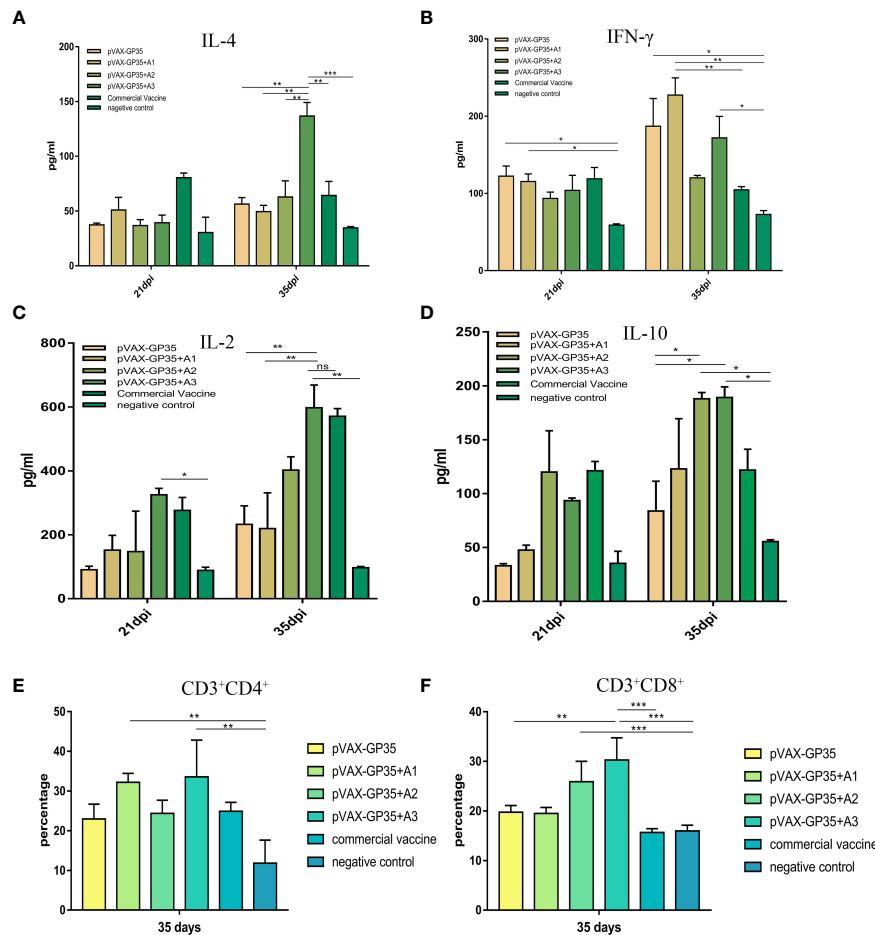 A
IL-4
pVAX-GP35
pVAX-GP35+A1
pVAX-GP35+A2
pVAX-GP35+A3
Commercial Vaccine
nagetive control
pg/ml
200
150
100
50
0
*** 
** **
**
**
21dpi 35dpi
B
IFN-γ
pVAX-GP35
pVAX-GP35+A1
pVAX-GP35+A2
pVAX-GP35+A3
Commercial Vaccine
nagetive control
pg/ml
300
200
100
0
*
**
**
*
*
*
21dpi 35dpi
C
IL-2
pVAX-GP35
pVAX-GP35+A1
pVAX-GP35+A2
pVAX-GP35+A3
Commercial Vaccine
negative control
pg/ml
800
600
400
200
0
**
**
ns
**
*
21dpi 35dpi
D
IL-10
pVAX-GP35
pVAX-GP35+A1
pVAX-GP35+A2
pVAX-GP35+A3
Commercial Vaccine
negative control
pg/ml
250
200
150
100
50
0
*
*
*
*
21dpi 35dpi
E
CD3⁺CD4⁺
percentage
50
40
30
20
10
0
**
**
35 days
pVAX-GP35
pVAX-GP35+A1
pVAX-GP35+A2
pVAX-GP35+A3
commercial vaccine
negative control
F
CD3⁺CD8⁺
percentage
40
30
20
10
0
***
** ***
***
35 days
pVAX-GP35
pVAX-GP35+A1
pVAX-GP35+A2
pVAX-GP35+A3
commercial vaccine
negative control